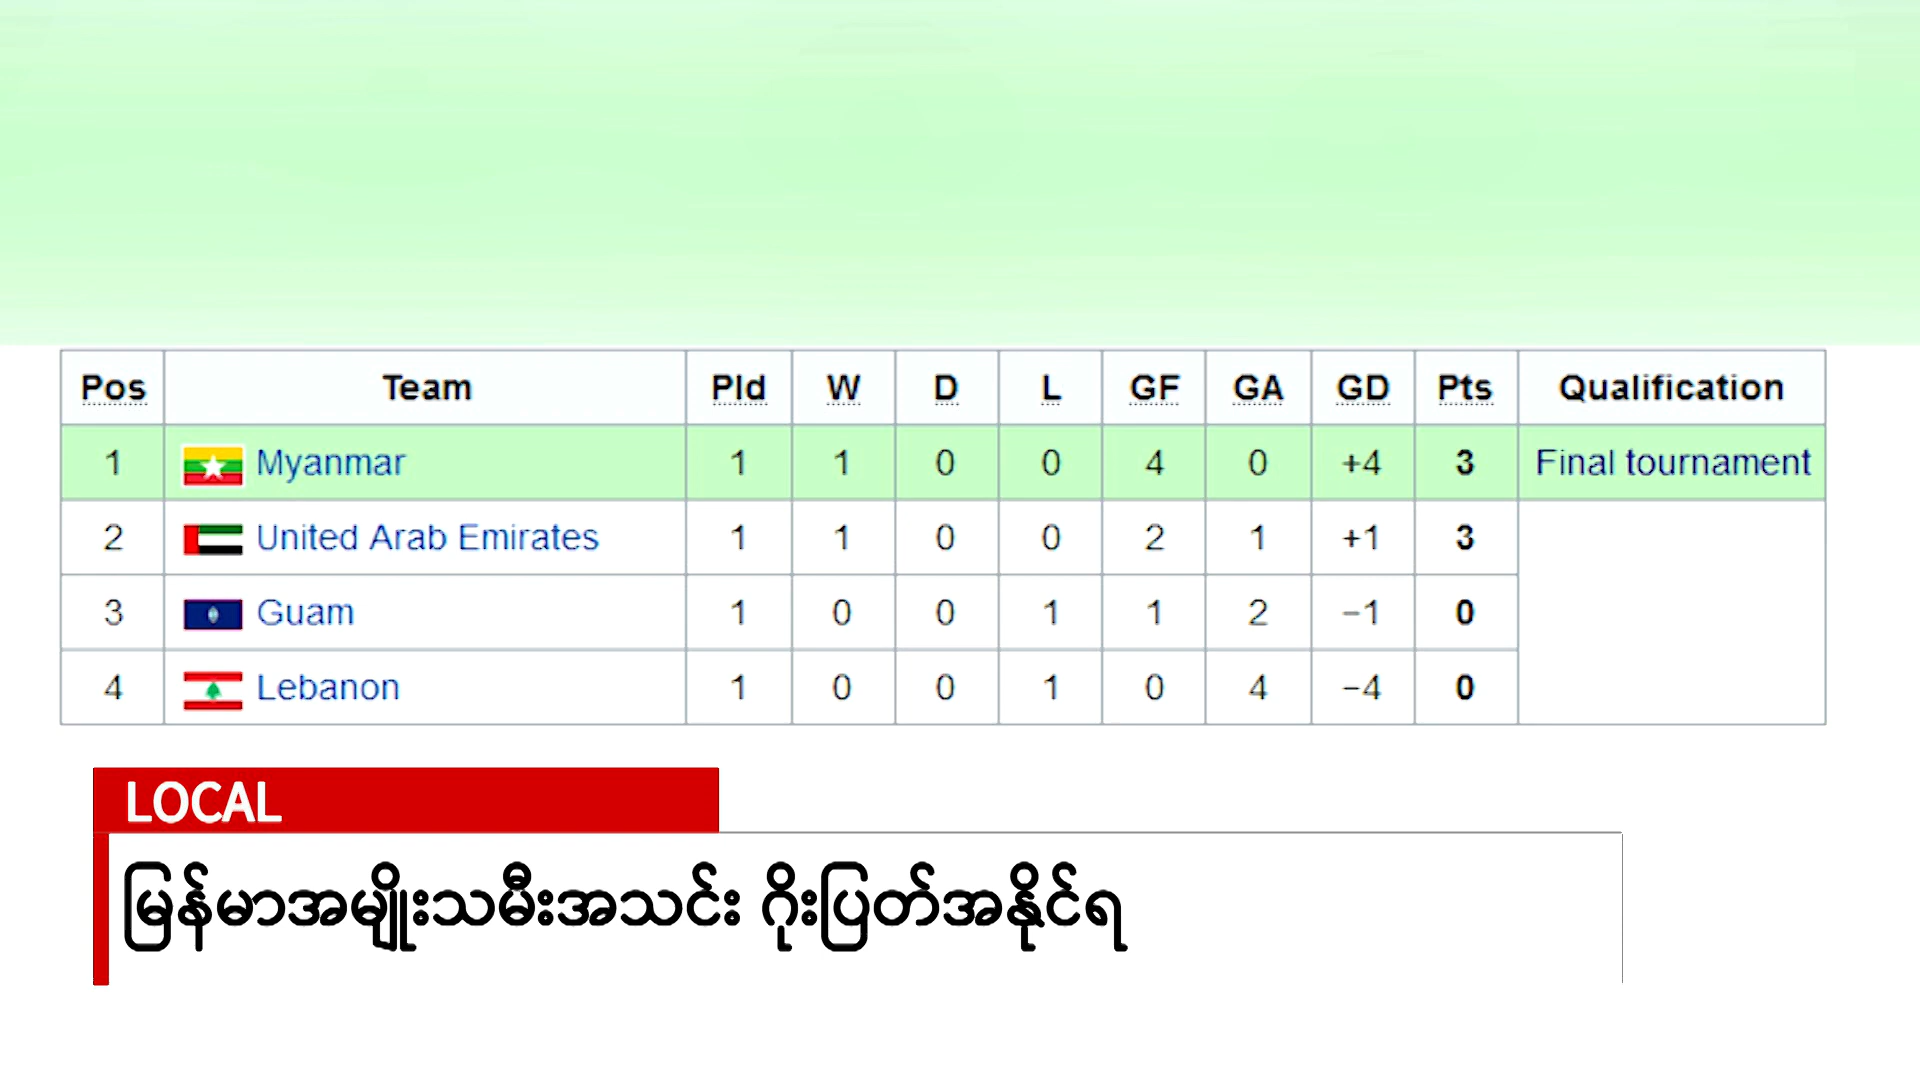 Pos Team Pld W D L GF GA GD Pts Qualification
1 Myanmar 1 1 0 0 4 0 +4 3 Final tournament
2 United Arab Emirates 1 1 0 0 2 1 +1 3
3 Guam 1 0 0 1 1 2 −1 0
4 Lebanon 1 0 0 1 0 4 −4 0
LOCAL
မြန်မာအမျိုးသမီးအသင်း ဂိုးပြတ်အနိုင်ရ